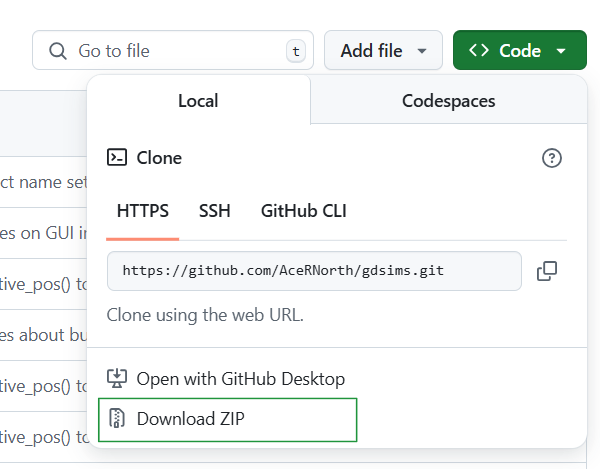 Go to file
t
Add file
Code
Local
Codespaces
Clone
ct name set
HTTPS SSH GitHub CLI
es on GUI in
https://github.com/AceRNorth/gdsims.git
tive_pos() to
Clone using the web URL.
es about bu
Open with GitHub Desktop
tive_pos() to
Download ZIP
tive_pos() to